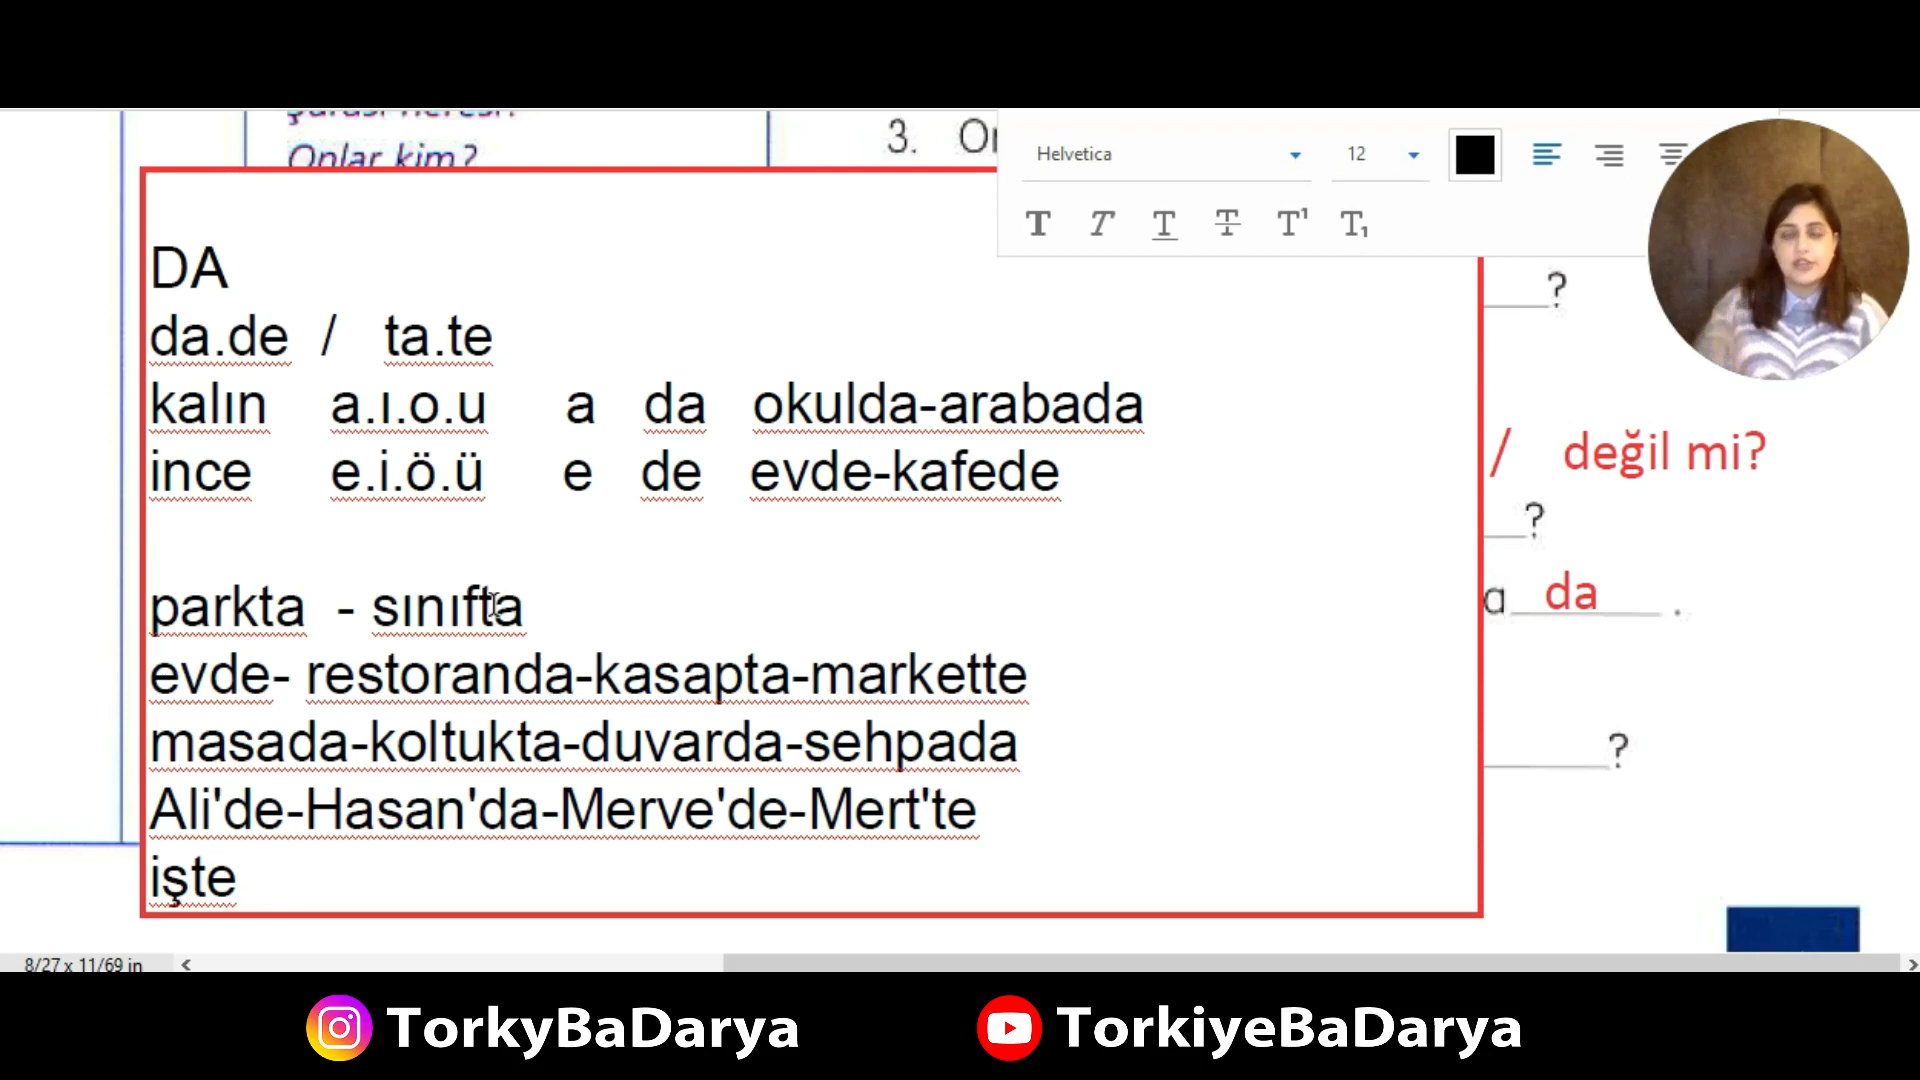 Onlar kim?
3.
Helvetica 12
DA
da.de / ta.te
kalın a.ı.o.u a da okulda-arabada
ince e.i.ö.ü e de evde-kafede
parkta - sınıfta
evde- restoranda-kasapta-markette
masada-koltukta-duvarda-sehpada
Ali'de-Hasan'da-Merve'de-Mert'te
işte
?
/ değil mi?
?
a da .
?
8/27 x 11/69 in
TorkyBaDarya
TorkiyeBaDarya